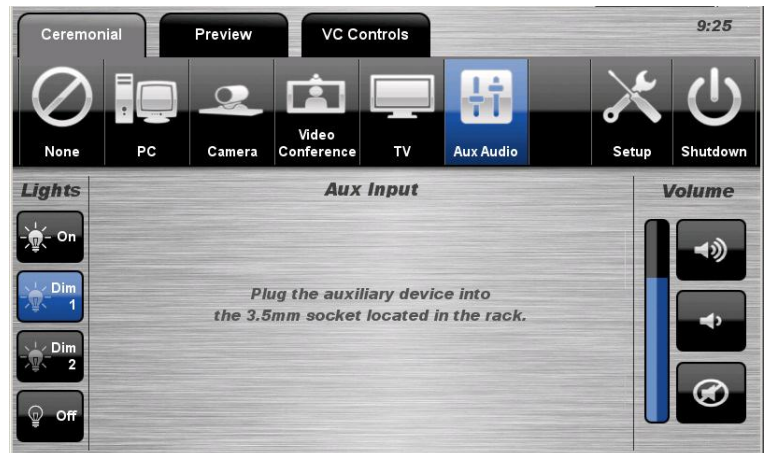 Ceremonial Preview VC Controls 9:25
None PC Camera Video Conference TV Aux Audio Setup Shutdown
Lights Aux Input Volume
On
Dim 1
Plug the auxiliary device into
the 3.5mm socket located in the rack.
Dim 2
Off